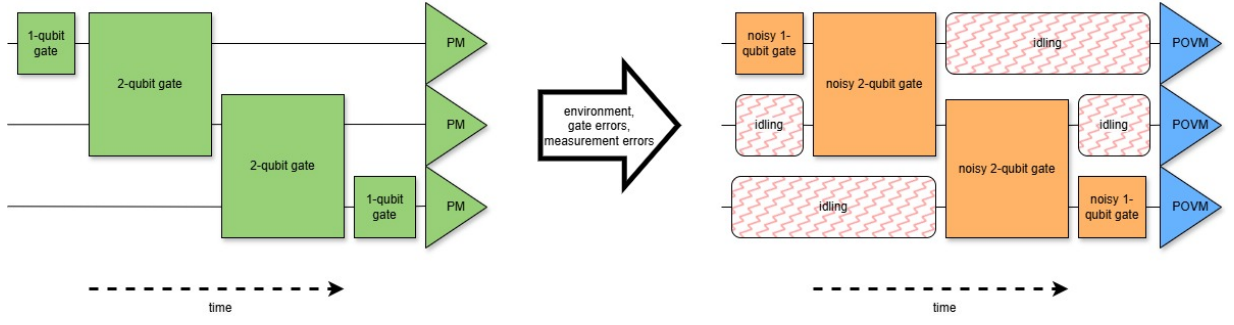 1-qubit
gate
2-qubit gate
2-qubit gate
1-qubit
gate
PM
PM
PM
time
environment,
gate errors,
measurement errors
noisy 1-
qubit gate
noisy 2-qubit gate
idling
POVM
idling
idling
POVM
noisy 2-qubit gate
idling
noisy 1-
qubit gate
POVM
time